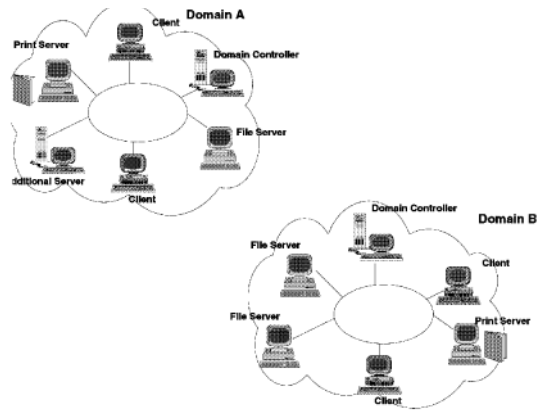 Domain A
Client
Print Server
Domain Controller
File Server
dditional Server
Client
Domain Controller
Domain B
File Server
Client
File Server
Print Server
Client